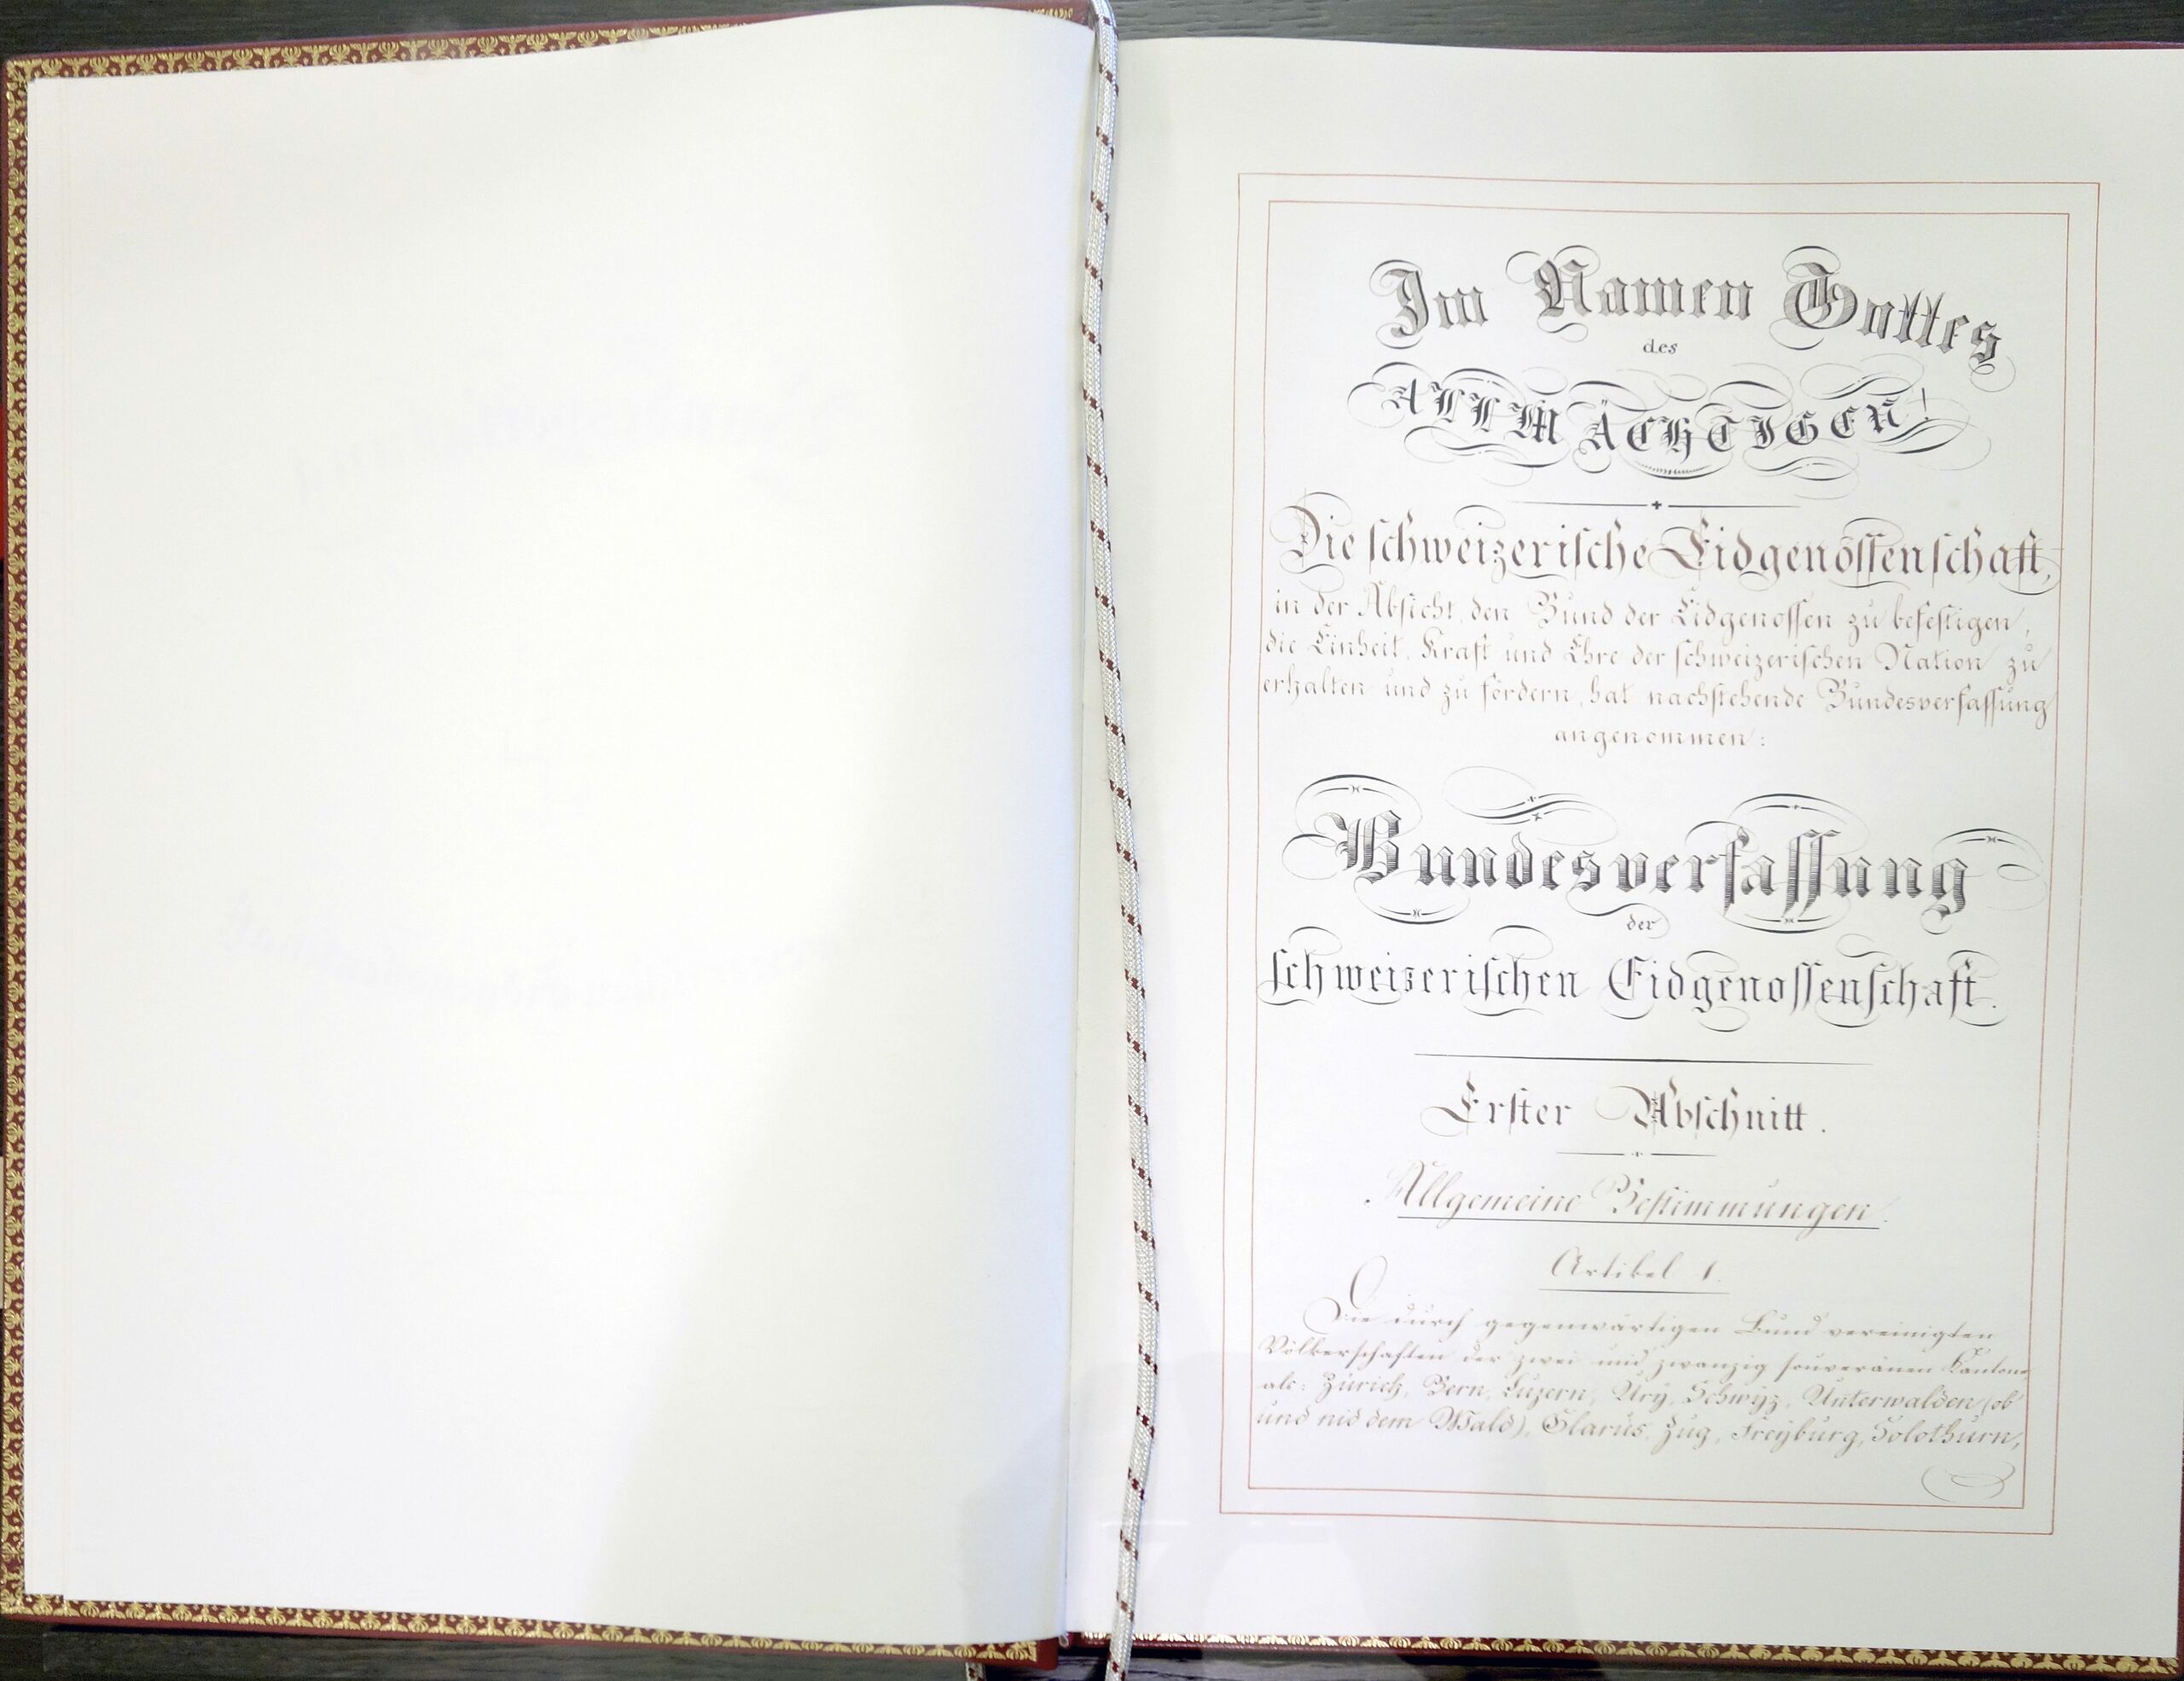 Im Namen Gottes
des
ALLMÄCHTIGEN!
Die schweizerische Eidgenossenschaft,
in der Absicht, den Bund der Eidgenossen zu befestigen,
die Einheit, Kraft und Ehre der schweizerischen Nation zu
erhalten und zu fördern, hat nachstehende Bundesverfassung
angenommen:
Bundesverfassung
der
schweizerischen Eidgenossenschaft.
Erster Abschnitt.
Allgemeine Bestimmungen.
Artikel 1.
Die durch gegenwärtigen Bund vereinigten
Völkerschaften der zwei und zwanzig souveränen Kantone,
als: Zürich, Bern, Luzern, Ury, Schwyz, Unterwalden (ob
und nid dem Wald), Glarus, Zug, Freyburg, Solothurn,